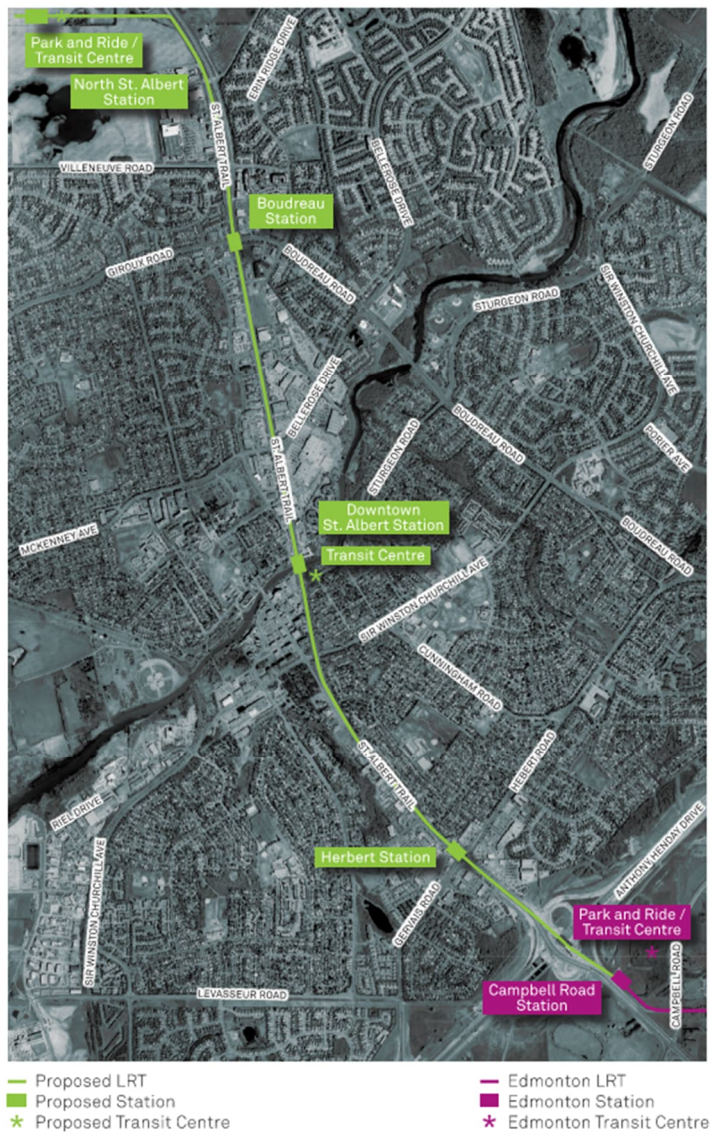 Park and Ride /
Transit Centre
North St. Albert
Station
ERIN RIDGE DRIVE
ST. ALBERT TRAIL
STURGEON ROAD
VILLENEUVE ROAD
BELLEROSE DRIVE
Boudreau
Station
GIROUX ROAD
BOUDREAU ROAD
STURGEON ROAD
SIR WINSTON CHURCHILL AVE
BELLEROSE DRIVE
BOUDREAU ROAD
PORIER AVE
STURGEON ROAD
ST. ALBERT TRAIL
MCKENNEY AVE
Downtown
St. Albert Station
Transit Centre
BOUDREAU ROAD
SIR WINSTON CHURCHILL AVE
CUNNINGHAM ROAD
ST. ALBERT TRAIL
HEBERT ROAD
RIEL DRIVE
Herbert Station
ANTHONY HENDAY DRIVE
SIR WINSTON CHURCHILL AVE
GERVAIS ROAD
Park and Ride /
Transit Centre
CAMPBELL ROAD
LEVASSEUR ROAD
Campbell Road
Station
Proposed LRT
Proposed Station
Proposed Transit Centre
Edmonton LRT
Edmonton Station
Edmonton Transit Centre